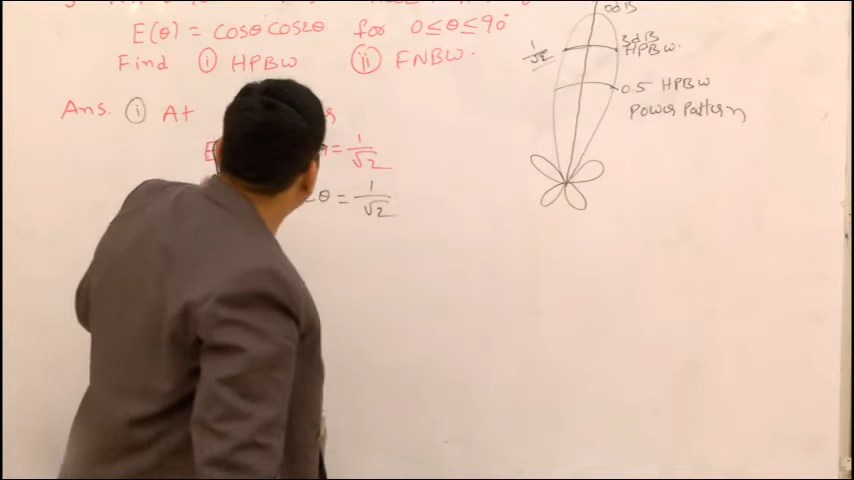 E(θ) = cosθ cos2θ for 0≤θ≤90°
Find (i) HPBW (ii) FNBW.
Ans. (i) At
= 1/√2
θ = 1/√2
0dB
1/√2
3dB
HPBW.
0.5 HPBW
Power Pattern